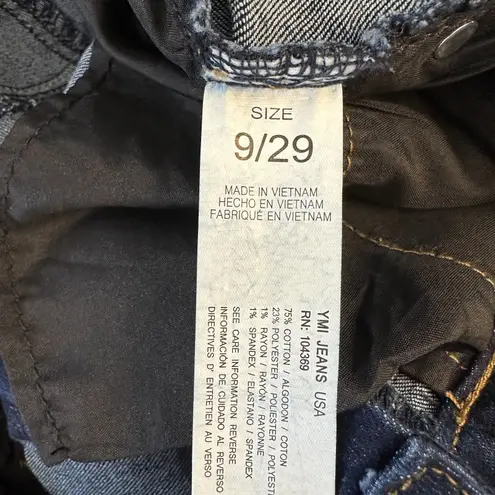 SIZE
9/29
MADE IN VIETNAM
HECHO EN VIETNAM
FABRIQUÉ EN VIETNAM
YMI JEANS USA
RN: 104369
75% COTTON / ALGODON / COTON
23% POLYESTER / POLIESTER / POLYESTER
1% RAYON / RAYON / RAYONNE
1% SPANDEX / ELASTANO / SPANDEX
SEE CARE INFORMATION REVERSE
INFORMACIÓN DE CUIDADO AL REVERSO
DIRECTIVES D' ENTRETIEN AU VERSO